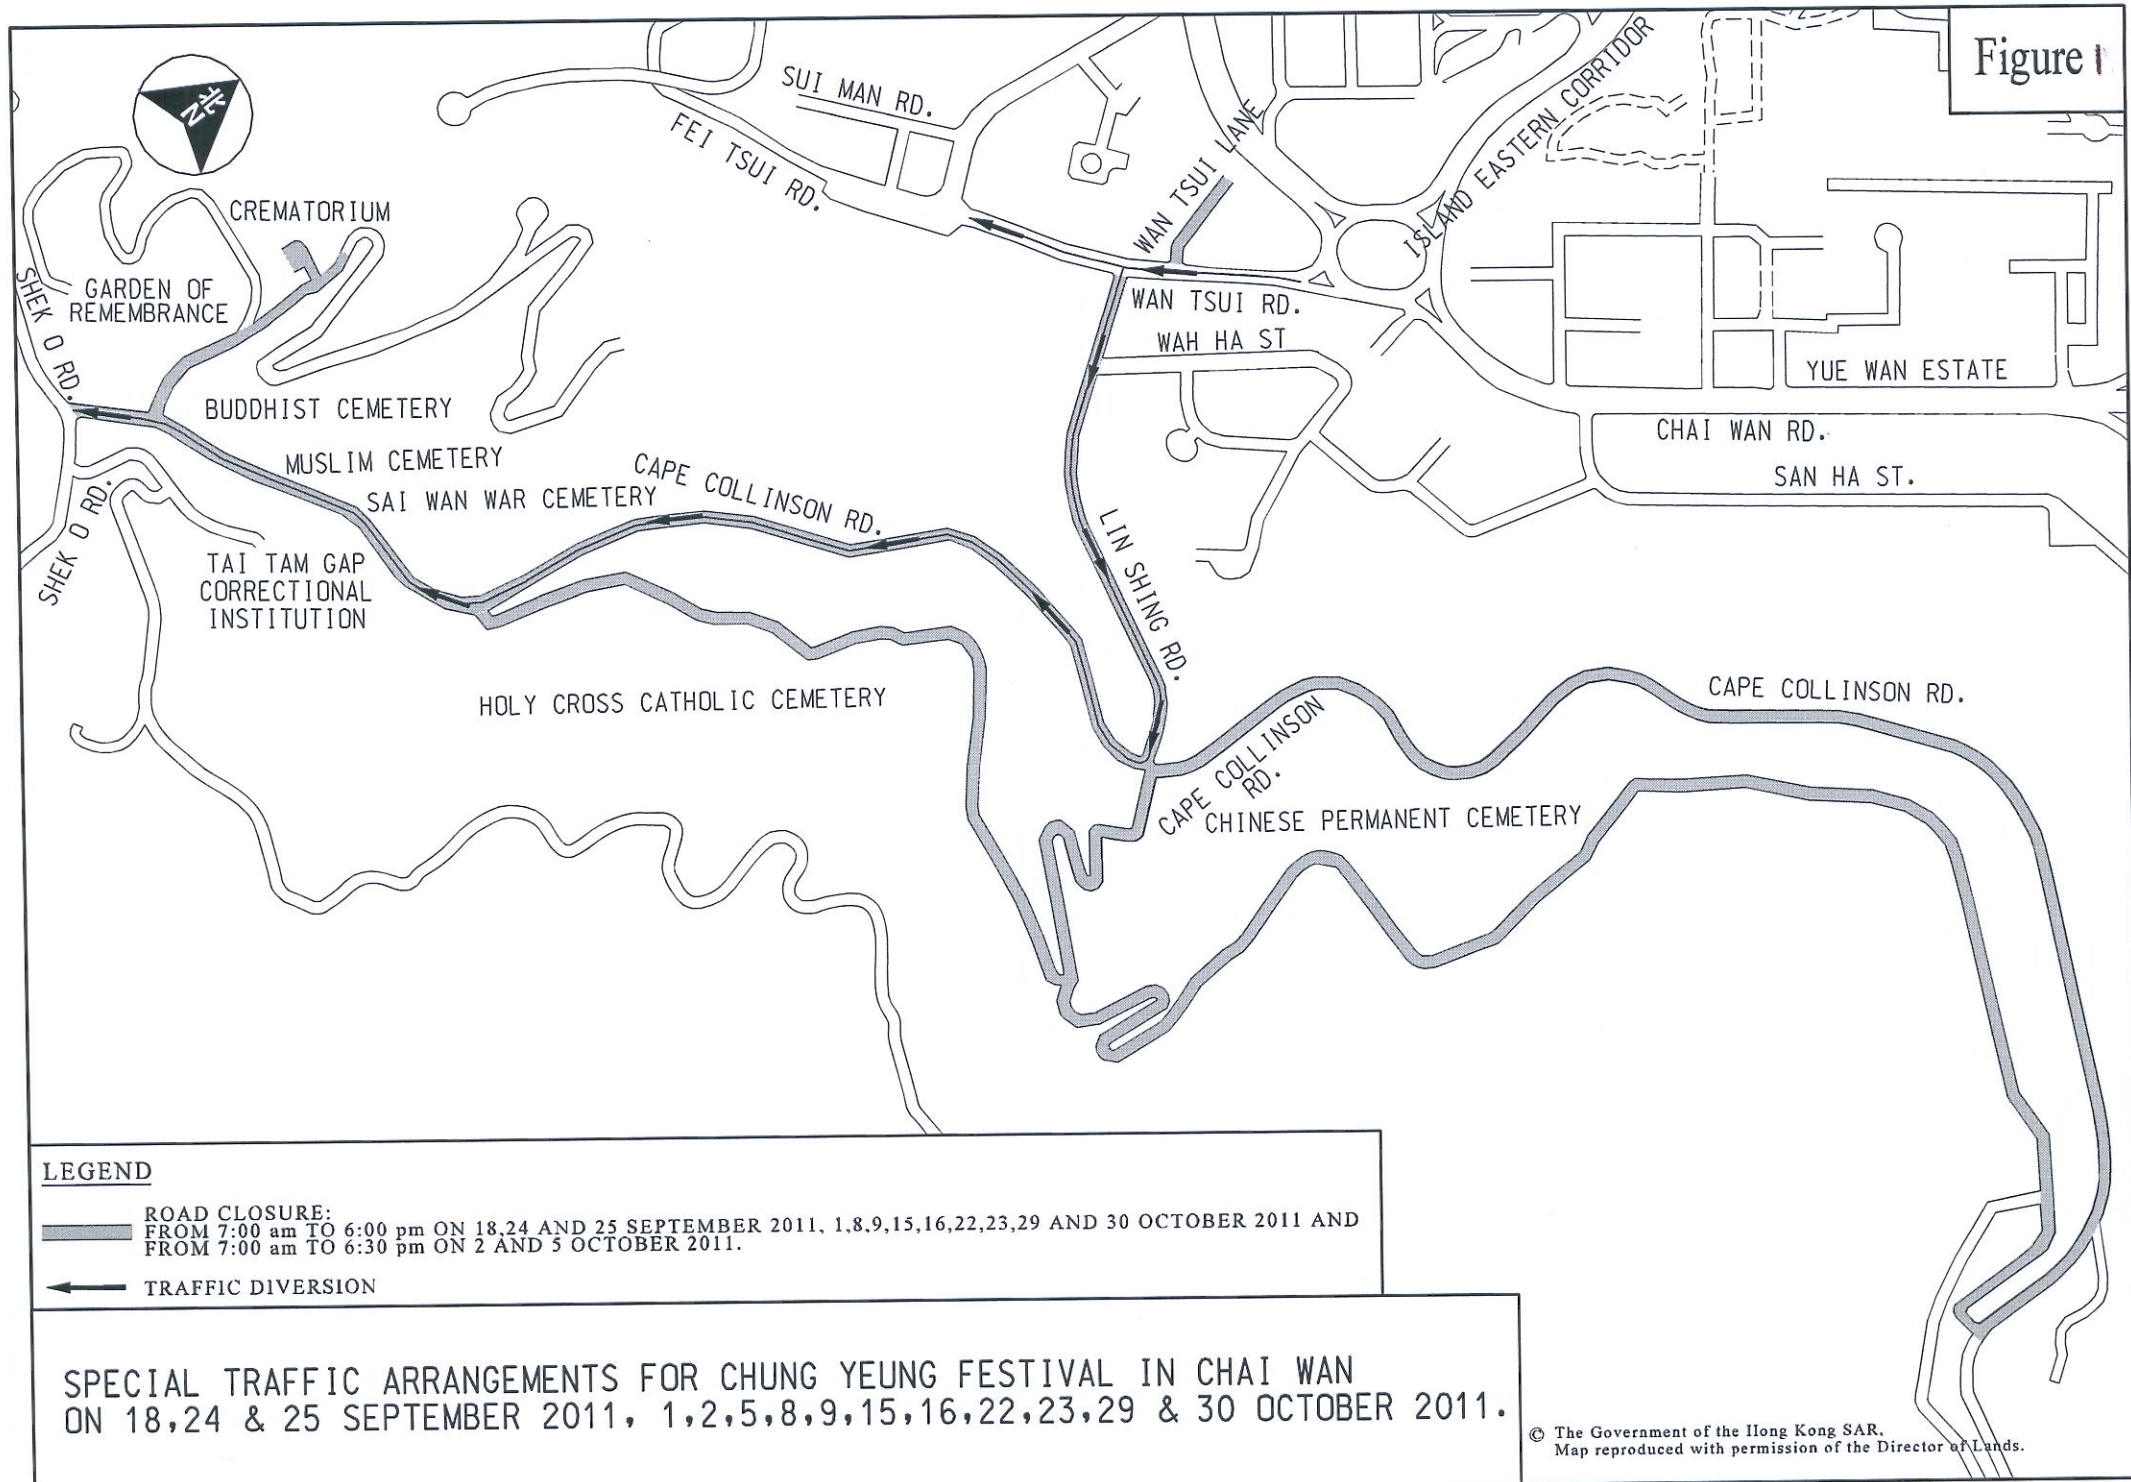 Figure 1
北
N
SUI MAN RD.
FEI TSUI RD.
WAN TSUI LANE
ISLAND EASTERN CORRIDOR
CREMATORIUM
GARDEN OF
REMEMBRANCE
SHEK O RD.
WAN TSUI RD.
WAH HA ST
YUE WAN ESTATE
BUDDHIST CEMETERY
CHAI WAN RD.
MUSLIM CEMETERY
SAN HA ST.
SAI WAN WAR CEMETERY
CAPE COLLINSON RD.
SHEK O RD.
TAI TAM GAP
CORRECTIONAL
INSTITUTION
LIN SHING RD.
HOLY CROSS CATHOLIC CEMETERY
CAPE COLLINSON RD.
CAPE COLLINSON
RD.
CHINESE PERMANENT CEMETERY
LEGEND
ROAD CLOSURE:
FROM 7:00 am TO 6:00 pm ON 18,24 AND 25 SEPTEMBER 2011, 1,8,9,15,16,22,23,29 AND 30 OCTOBER 2011 AND
FROM 7:00 am TO 6:30 pm ON 2 AND 5 OCTOBER 2011.
TRAFFIC DIVERSION
SPECIAL TRAFFIC ARRANGEMENTS FOR CHUNG YEUNG FESTIVAL IN CHAI WAN
ON 18,24 & 25 SEPTEMBER 2011, 1,2,5,8,9,15,16,22,23,29 & 30 OCTOBER 2011.
© The Government of the Hong Kong SAR,
Map reproduced with permission of the Director of Lands.